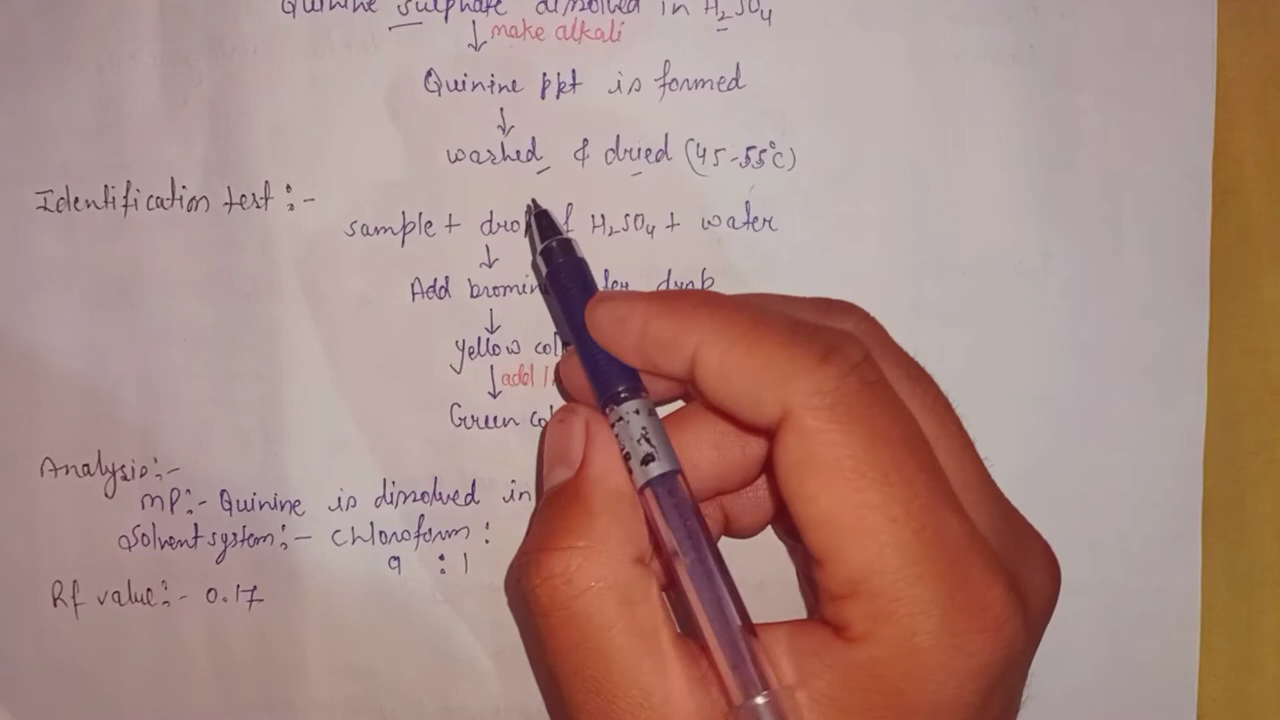 Quinine sulphate dissolved in H2SO4
↓ make alkali
Quinine ppt is formed
↓
washed & dried (45-55°C)
Identification test :-
sample + drop of H2SO4 + water
↓
Add
↓
Yellow
↓ add
Green
Analysis:-
MP:- Quinine is dissolved in
Solvent system:- chloroform :
9 : 1
Rf value:- 0.17